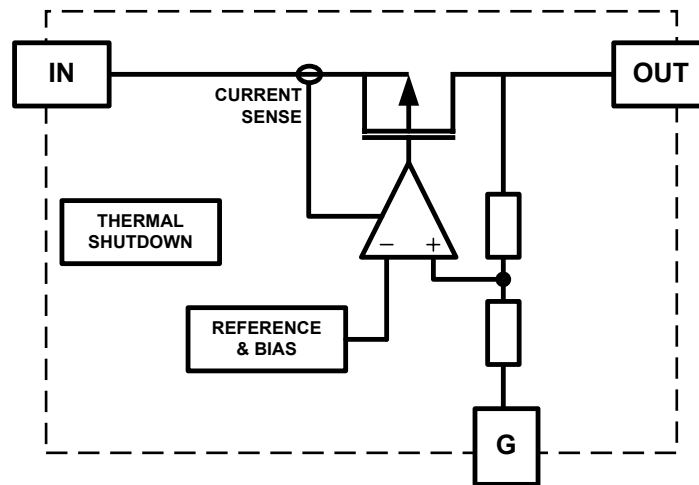 IN
OUT
CURRENT
SENSE
THERMAL
SHUTDOWN
– +
REFERENCE
& BIAS
G